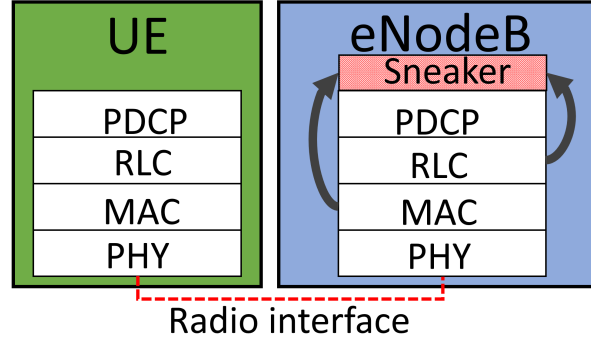 UE
PDCP
RLC
MAC
PHY
eNodeB
Sneaker
PDCP
RLC
MAC
PHY
Radio interface